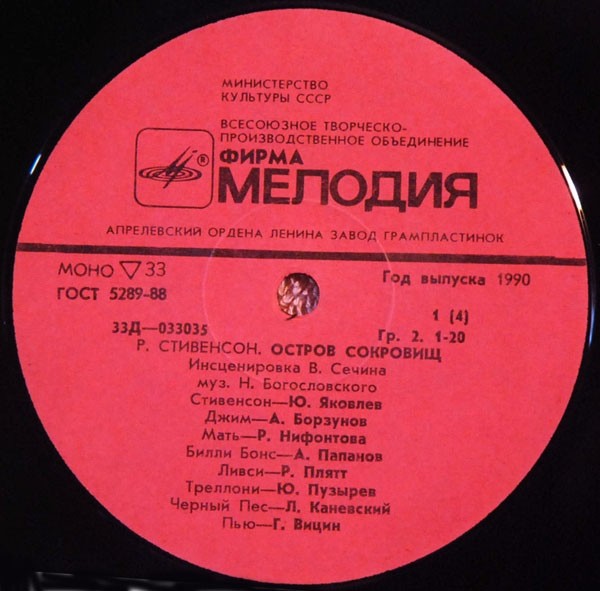 МИНИСТЕРСТВО
КУЛЬТУРЫ СССР
ВСЕСОЮЗНОЕ ТВОРЧЕСКО-
ПРОИЗВОДСТВЕННОЕ ОБЪЕДИНЕНИЕ
®
ФИРМА
МЕЛОДИЯ
АПРЕЛЕВСКИЙ ОРДЕНА ЛЕНИНА ЗАВОД ГРАМПЛАСТИНОК
МОНО ▽ 33
Год выпуска 1990
ГОСТ 5289-88
1 (4)
33Д—033035
Гр. 2. 1-20
Р. СТИВЕНСОН. ОСТРОВ СОКРОВИЩ
Инсценировка В. Сечина
муз. Н. Богословского
Стивенсон—Ю. Яковлев
Джим—А. Борзунов
Мать—Р. Нифонтова
Билли Бонс—А. Папанов
Ливси—Р. Плятт
Треллони—Ю. Пузырев
Черный Пес—Л. Каневский
Пью—Г. Вицин